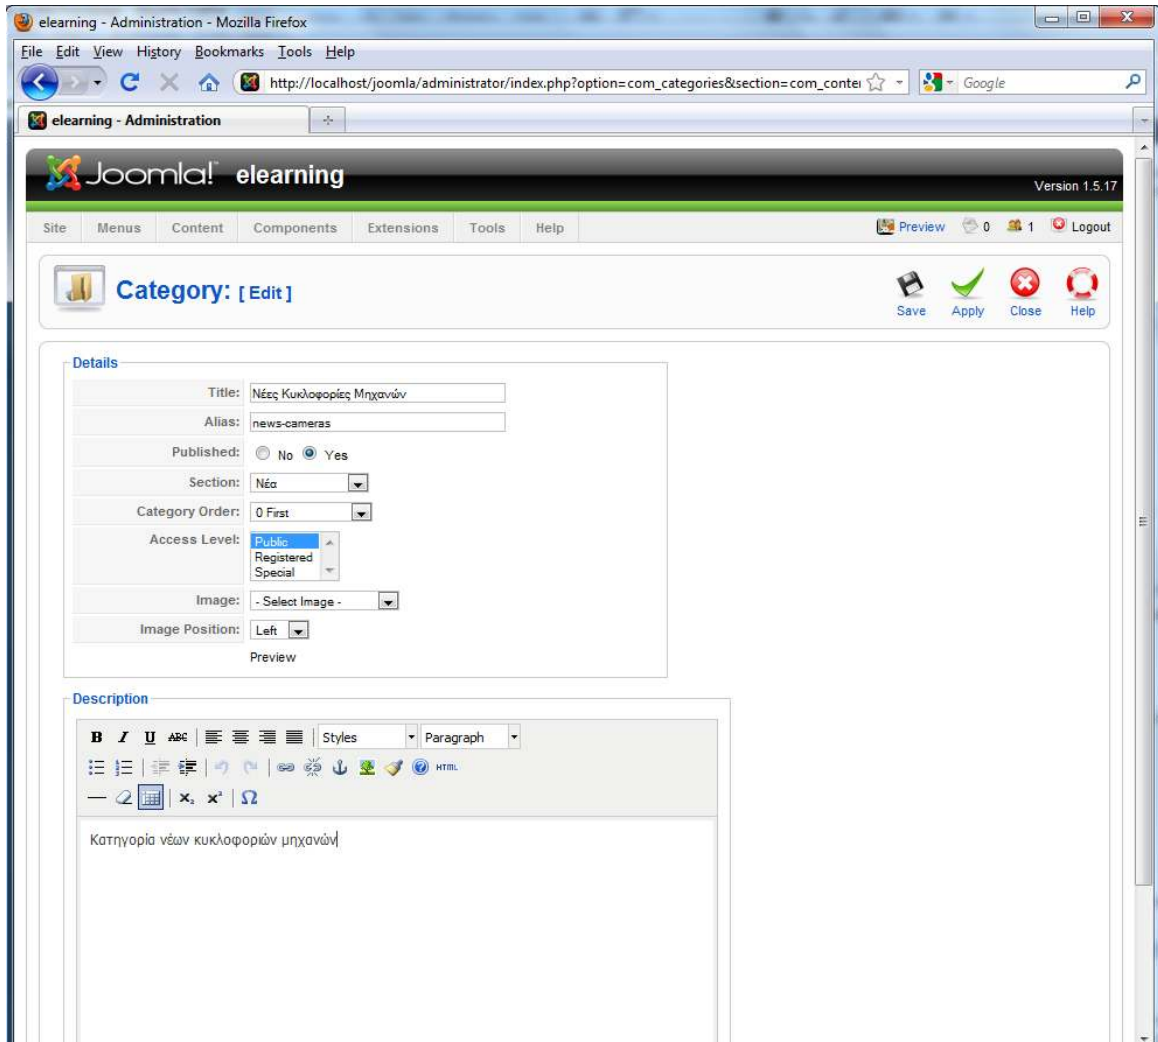 elearning - Administration - Mozilla Firefox
File Edit View History Bookmarks Tools Help
http://localhost/joomla/administrator/index.php?option=com_categories&section=com_conter
Google
elearning - Administration
Joomla! elearning
Version 1.5.17
Site Menus Content Components Extensions Tools Help Preview 0 1 Logout
Category: [ Edit ]
Save Apply Close Help
Details
Title: Νέες Κυκλοφορίες Μηχανών
Alias: news-cameras
Published: No Yes
Section: Νέα
Category Order: 0 First
Access Level: Public
Registered
Special
Image: - Select Image -
Image Position: Left
Preview
Description
B I U ABC Styles Paragraph
HTML
x₂ x² Ω
Κατηγορία νέων κυκλοφοριών μηχανών